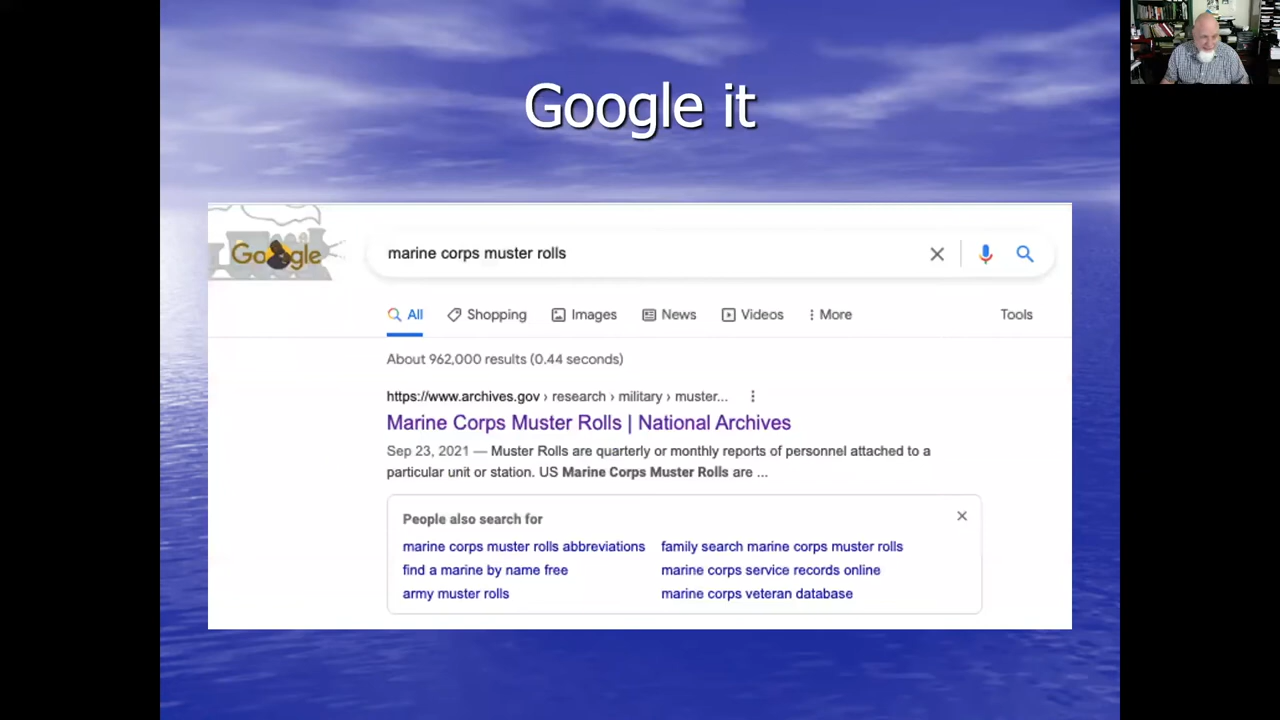 Google it
Google
marine corps muster rolls
All Shopping Images News Videos More Tools
About 962,000 results (0.44 seconds)
https://www.archives.gov › research › military › muster...
Marine Corps Muster Rolls | National Archives
Sep 23, 2021 — Muster Rolls are quarterly or monthly reports of personnel attached to a
particular unit or station. US Marine Corps Muster Rolls are ...
People also search for
marine corps muster rolls abbreviations family search marine corps muster rolls
find a marine by name free marine corps service records online
army muster rolls marine corps veteran database